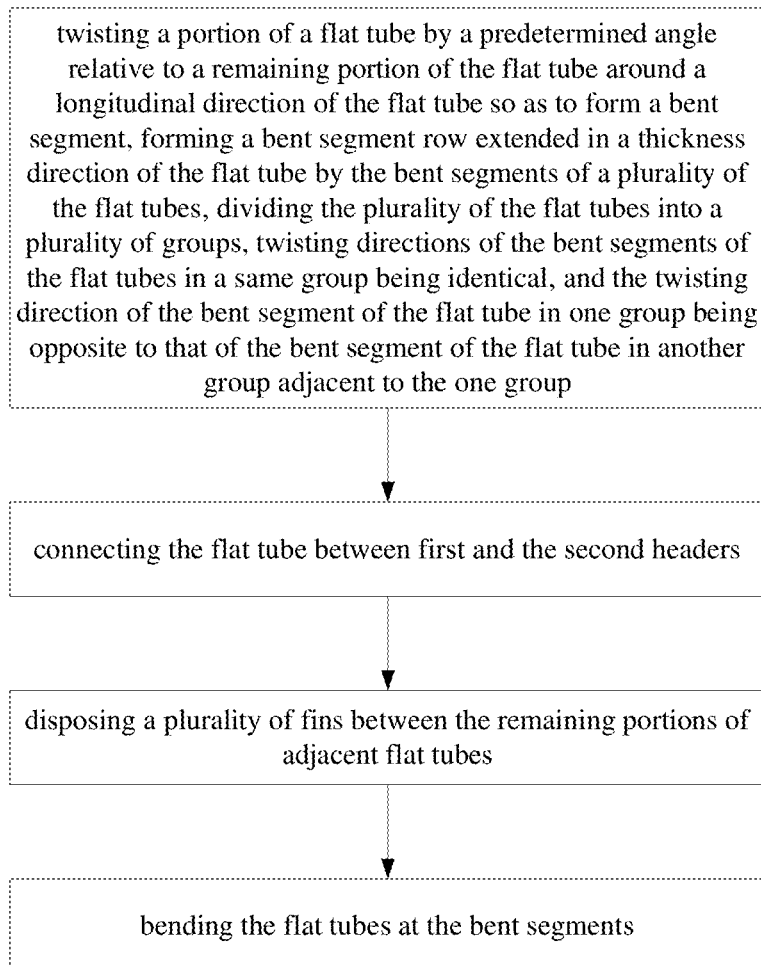 twisting a portion of a flat tube by a predetermined angle
relative to a remaining portion of the flat tube around a
longitudinal direction of the flat tube so as to form a bent
segment, forming a bent segment row extended in a thickness
direction of the flat tube by the bent segments of a plurality of
the flat tubes, dividing the plurality of the flat tubes into a
plurality of groups, twisting directions of the bent segments of
the flat tubes in a same group being identical, and the twisting
direction of the bent segment of the flat tube in one group being
opposite to that of the bent segment of the flat tube in another
group adjacent to the one group
connecting the flat tube between first and the second headers
disposing a plurality of fins between the remaining portions of
adjacent flat tubes
bending the flat tubes at the bent segments